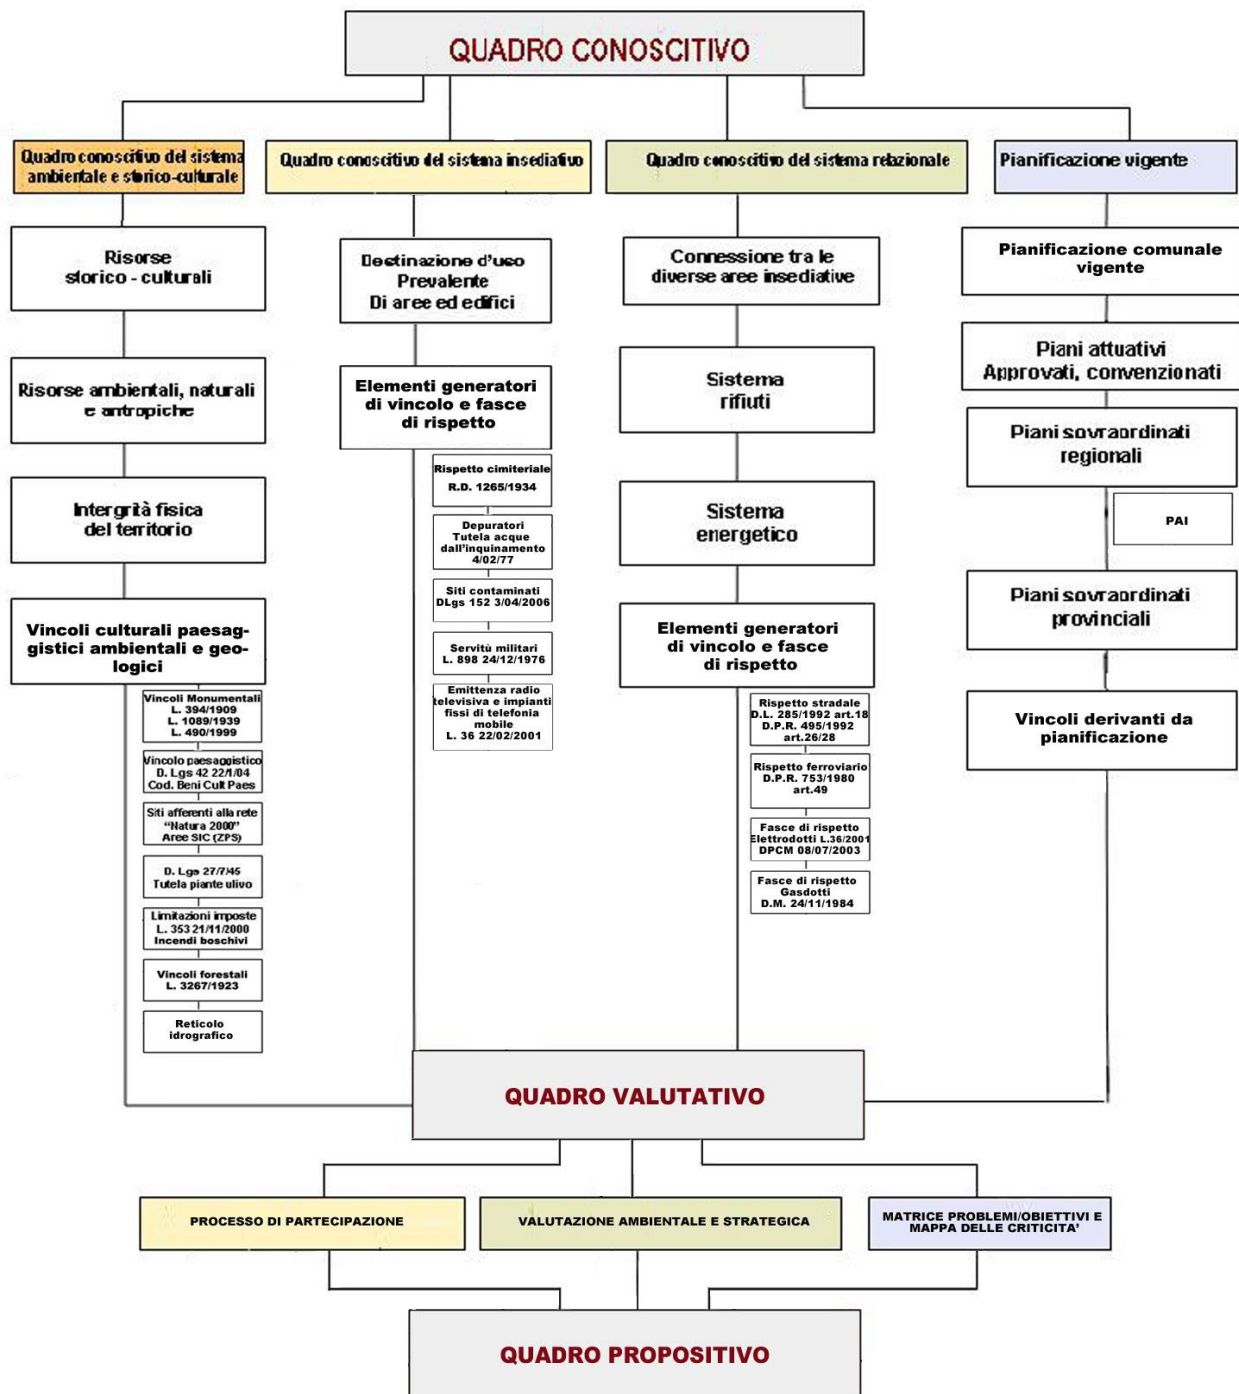 QUADRO CONOSCITIVO
Quadro conoscitivo del sistema
ambientale e storico-culturale
Risorse
storico - culturali
Risorse ambientali, naturali
e antropiche
Intergrità fisica
del territorio
Vincoli culturali paesag-
gistici ambientali e geo-
logici
Vincoli Monumentali
L. 394/1909
L. 1089/1939
L. 490/1999
Vincolo paesaggistico
D. Lgs 42 22/1/04
Cod. Beni Cult Paes
Siti afferenti alla rete
“Natura 2000”
Aree SIC (ZPS)
D. Lgs 27/7/45
Tutela piante ulivo
Limitazioni imposte
L. 353 21/11/2000
Incendi boschivi
Vincoli forestali
L. 3267/1923
Reticolo
idrografico
Quadro conoscitivo del sistema insediativo
Destinazione d'uso
Prevalente
Di aree ed edifici
Elementi generatori
di vincolo e fasce
di rispetto
Rispetto cimiteriale
R.D. 1265/1934
Depuratori
Tutela acque
dall'inquinamento
4/02/77
Siti contaminati
DLgs 152 3/04/2006
Servitù militari
L. 898 24/12/1976
Emittenza radio
televisiva e impianti
fissi di telefonia
mobile
L. 36 22/02/2001
Quadro conoscitivo del sistema relazionale
Connessione tra le
diverse aree insediative
Sistema
rifiuti
Sistema
energetico
Elementi generatori
di vincolo e fasce
di rispetto
Rispetto stradale
D.L. 285/1992 art.18
D.P.R. 495/1992
art.26/28
Rispetto ferroviario
D.P.R. 753/1980
art.49
Fasce di rispetto
Elettrodotti L.36/2001
DPCM 08/07/2003
Fasce di rispetto
Gasdotti
D.M. 24/11/1984
Pianificazione vigente
Pianificazione comunale
vigente
Piani attuativi
Approvati, convenzionati
Piani sovraordinati
regionali
PAI
Piani sovraordinati
provinciali
Vincoli derivanti da
pianificazione
QUADRO VALUTATIVO
PROCESSO DI PARTECIPAZIONE
VALUTAZIONE AMBIENTALE E STRATEGICA
MATRICE PROBLEMI/OBIETTIVI E
MAPPA DELLE CRITICITA'
QUADRO PROPOSITIVO